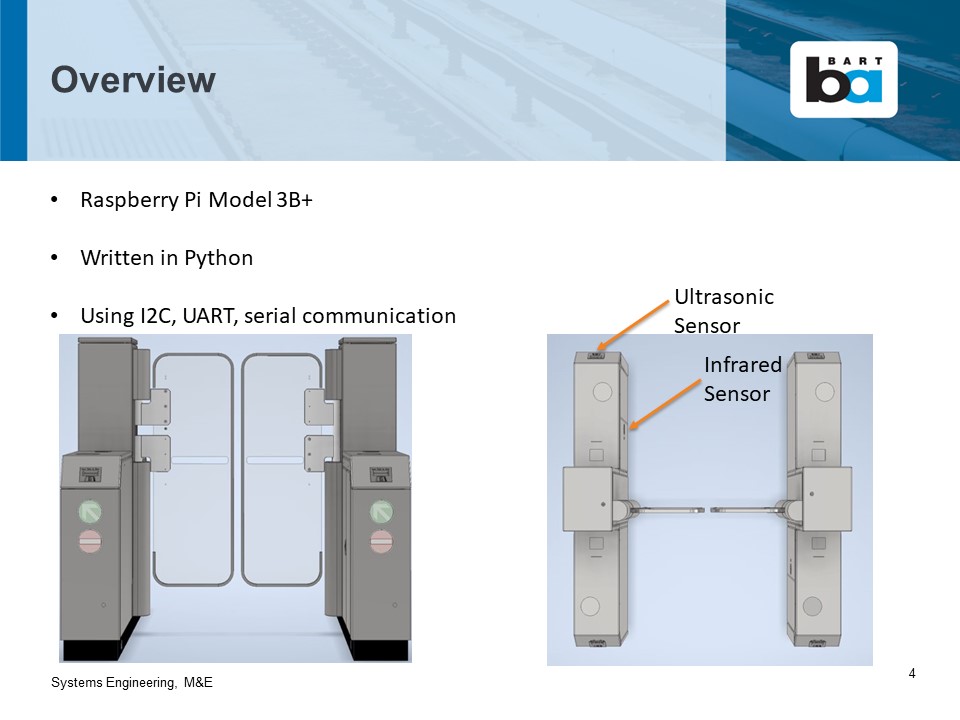 Overview
BART
ba
• Raspberry Pi Model 3B+
• Written in Python
• Using I2C, UART, serial communication
Ultrasonic
Sensor
Infrared
Sensor
Systems Engineering, M&E
4